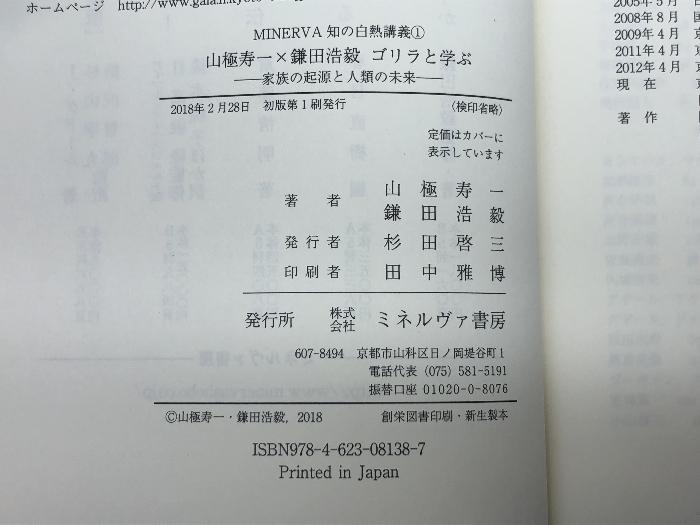 ホームページ http://www.gaia.h.kyoto-
MINERVA 知の白熱講義①
山極寿一×鎌田浩毅 ゴリラと学ぶ
——家族の起源と人類の未来——
2018年2月28日 初版第1刷発行 〈検印省略〉
定価はカバーに
表示しています
著者 山極寿一
鎌田浩毅
発行者 杉田啓三
印刷者 田中雅博
発行所 株式会社 ミネルヴァ書房
607-8494 京都市山科区日ノ岡堤谷町1
電話代表 (075) 581-5191
振替口座 01020-0-8076
©山極寿一・鎌田浩毅, 2018 創栄図書印刷・新生製本
ISBN978-4-623-08138-7
Printed in Japan
2005年5月
2008年8月
2009年4月
2011年4月
2012年4月
現在
著作